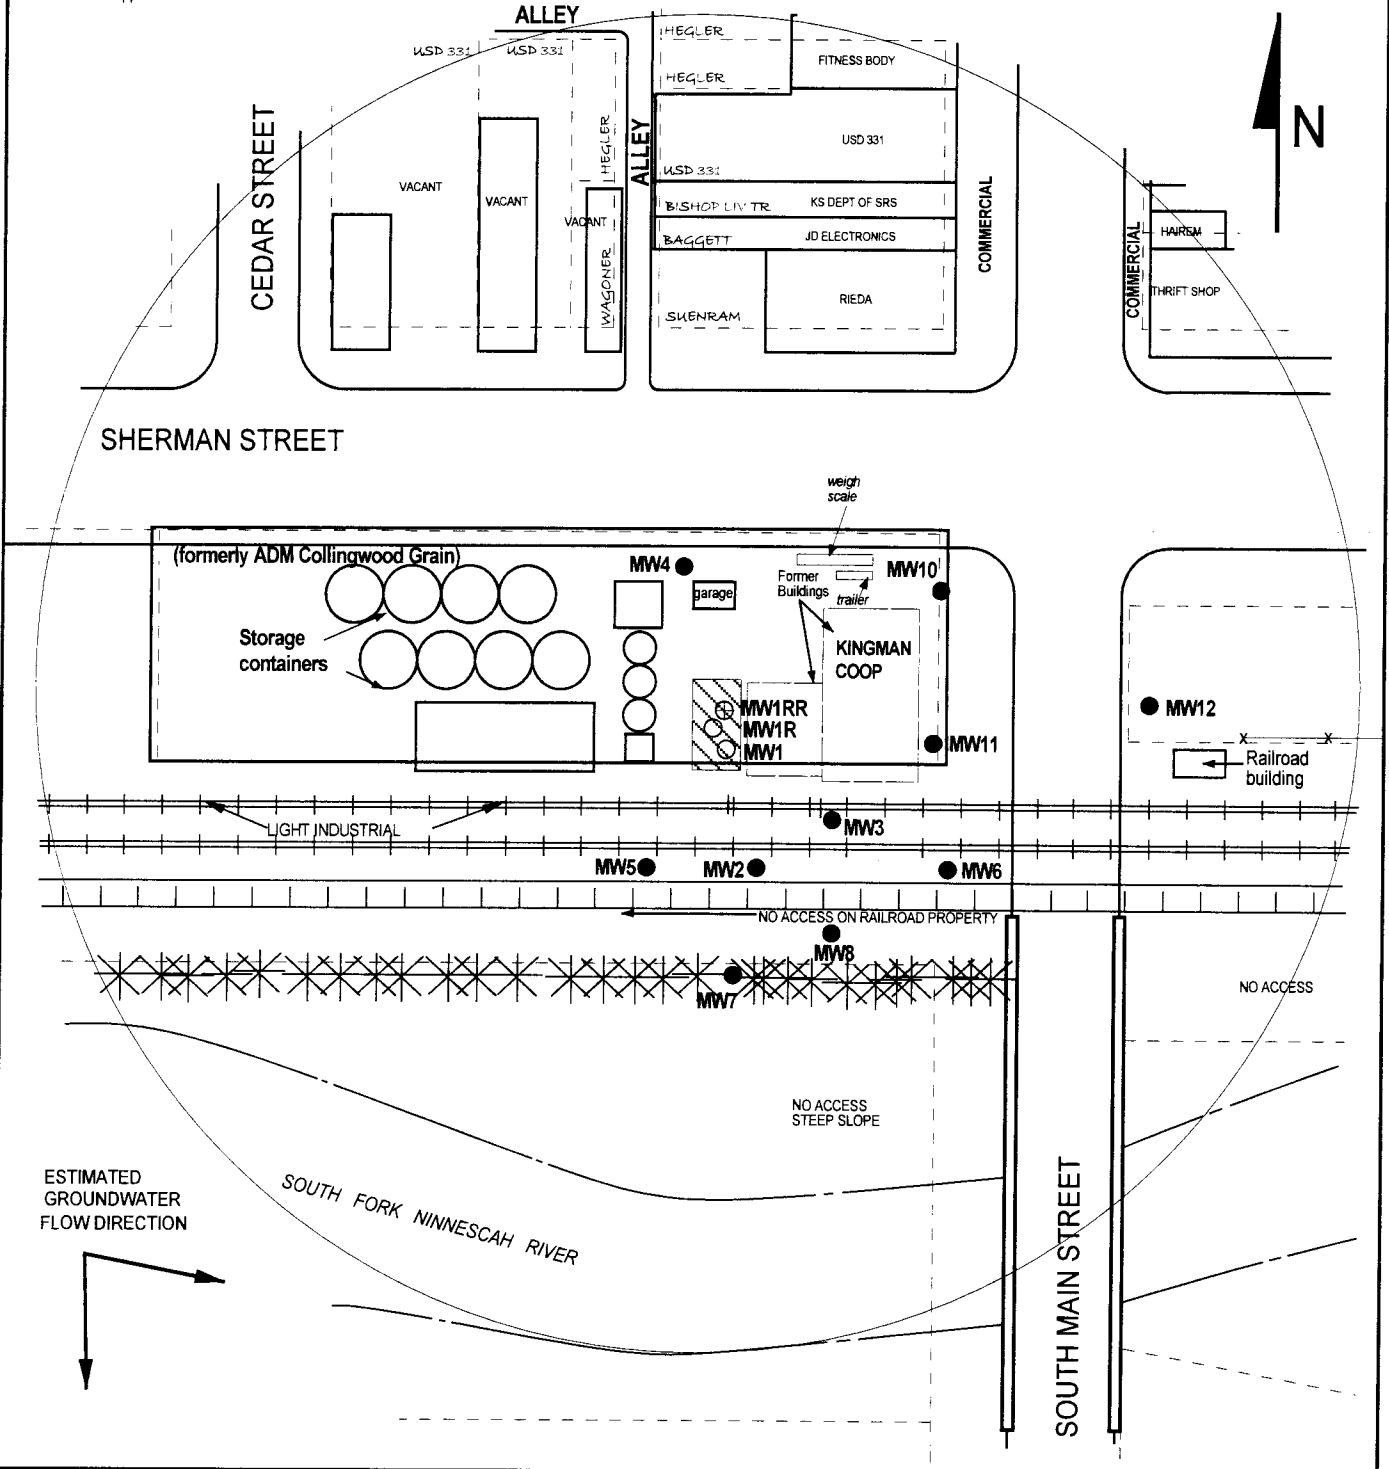 ALLEY
USD 331
USD 331
HEGLER
HEGLER
FITNESS BODY
N
CEDAR STREET
HEGLER
ALLEY
USD 331
USD 331
VACANT
VACANT
VACANT
WAGONER
BISHOP LIV TR
KS DEPT OF SRS
BAGGETT
JD ELECTRONICS
COMMERCIAL
COMMERCIAL
HAIREM
THRIFT SHOP
RIEDA
SUENRAM
SHERMAN STREET
weigh
scale
(formerly ADM Collingwood Grain)
MW4
garage
Former
Buildings
trailer
MW10
Storage
containers
KINGMAN
COOP
MW1RR
MW1R
MW1
MW11
MW12
Railroad
building
LIGHT INDUSTRIAL
MW3
MW5
MW2
MW6
NO ACCESS ON RAILROAD PROPERTY
MW8
MW7
NO ACCESS
NO ACCESS
STEEP SLOPE
ESTIMATED
GROUNDWATER
FLOW DIRECTION
SOUTH FORK NINNESCAH RIVER
SOUTH MAIN STREET